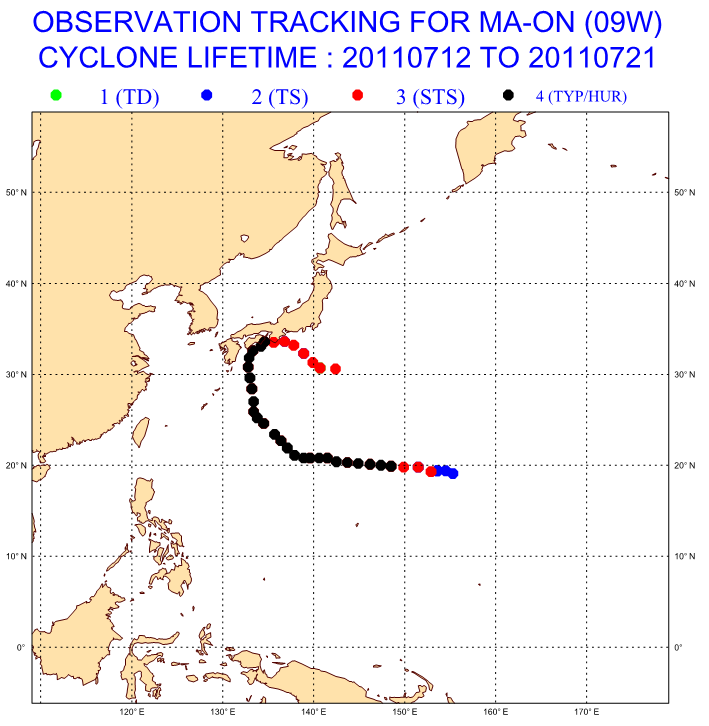 OBSERVATION TRACKING FOR MA-ON (09W)
CYCLONE LIFETIME : 20110712 TO 20110721
1 (TD) 2 (TS) 3 (STS) 4 (TYP/HUR)
50° N 50° N
40° N 40° N
30° N 30° N
20° N 20° N
10° N 10° N
0° 0°
120° E 130° E 140° E 150° E 160° E 170° E